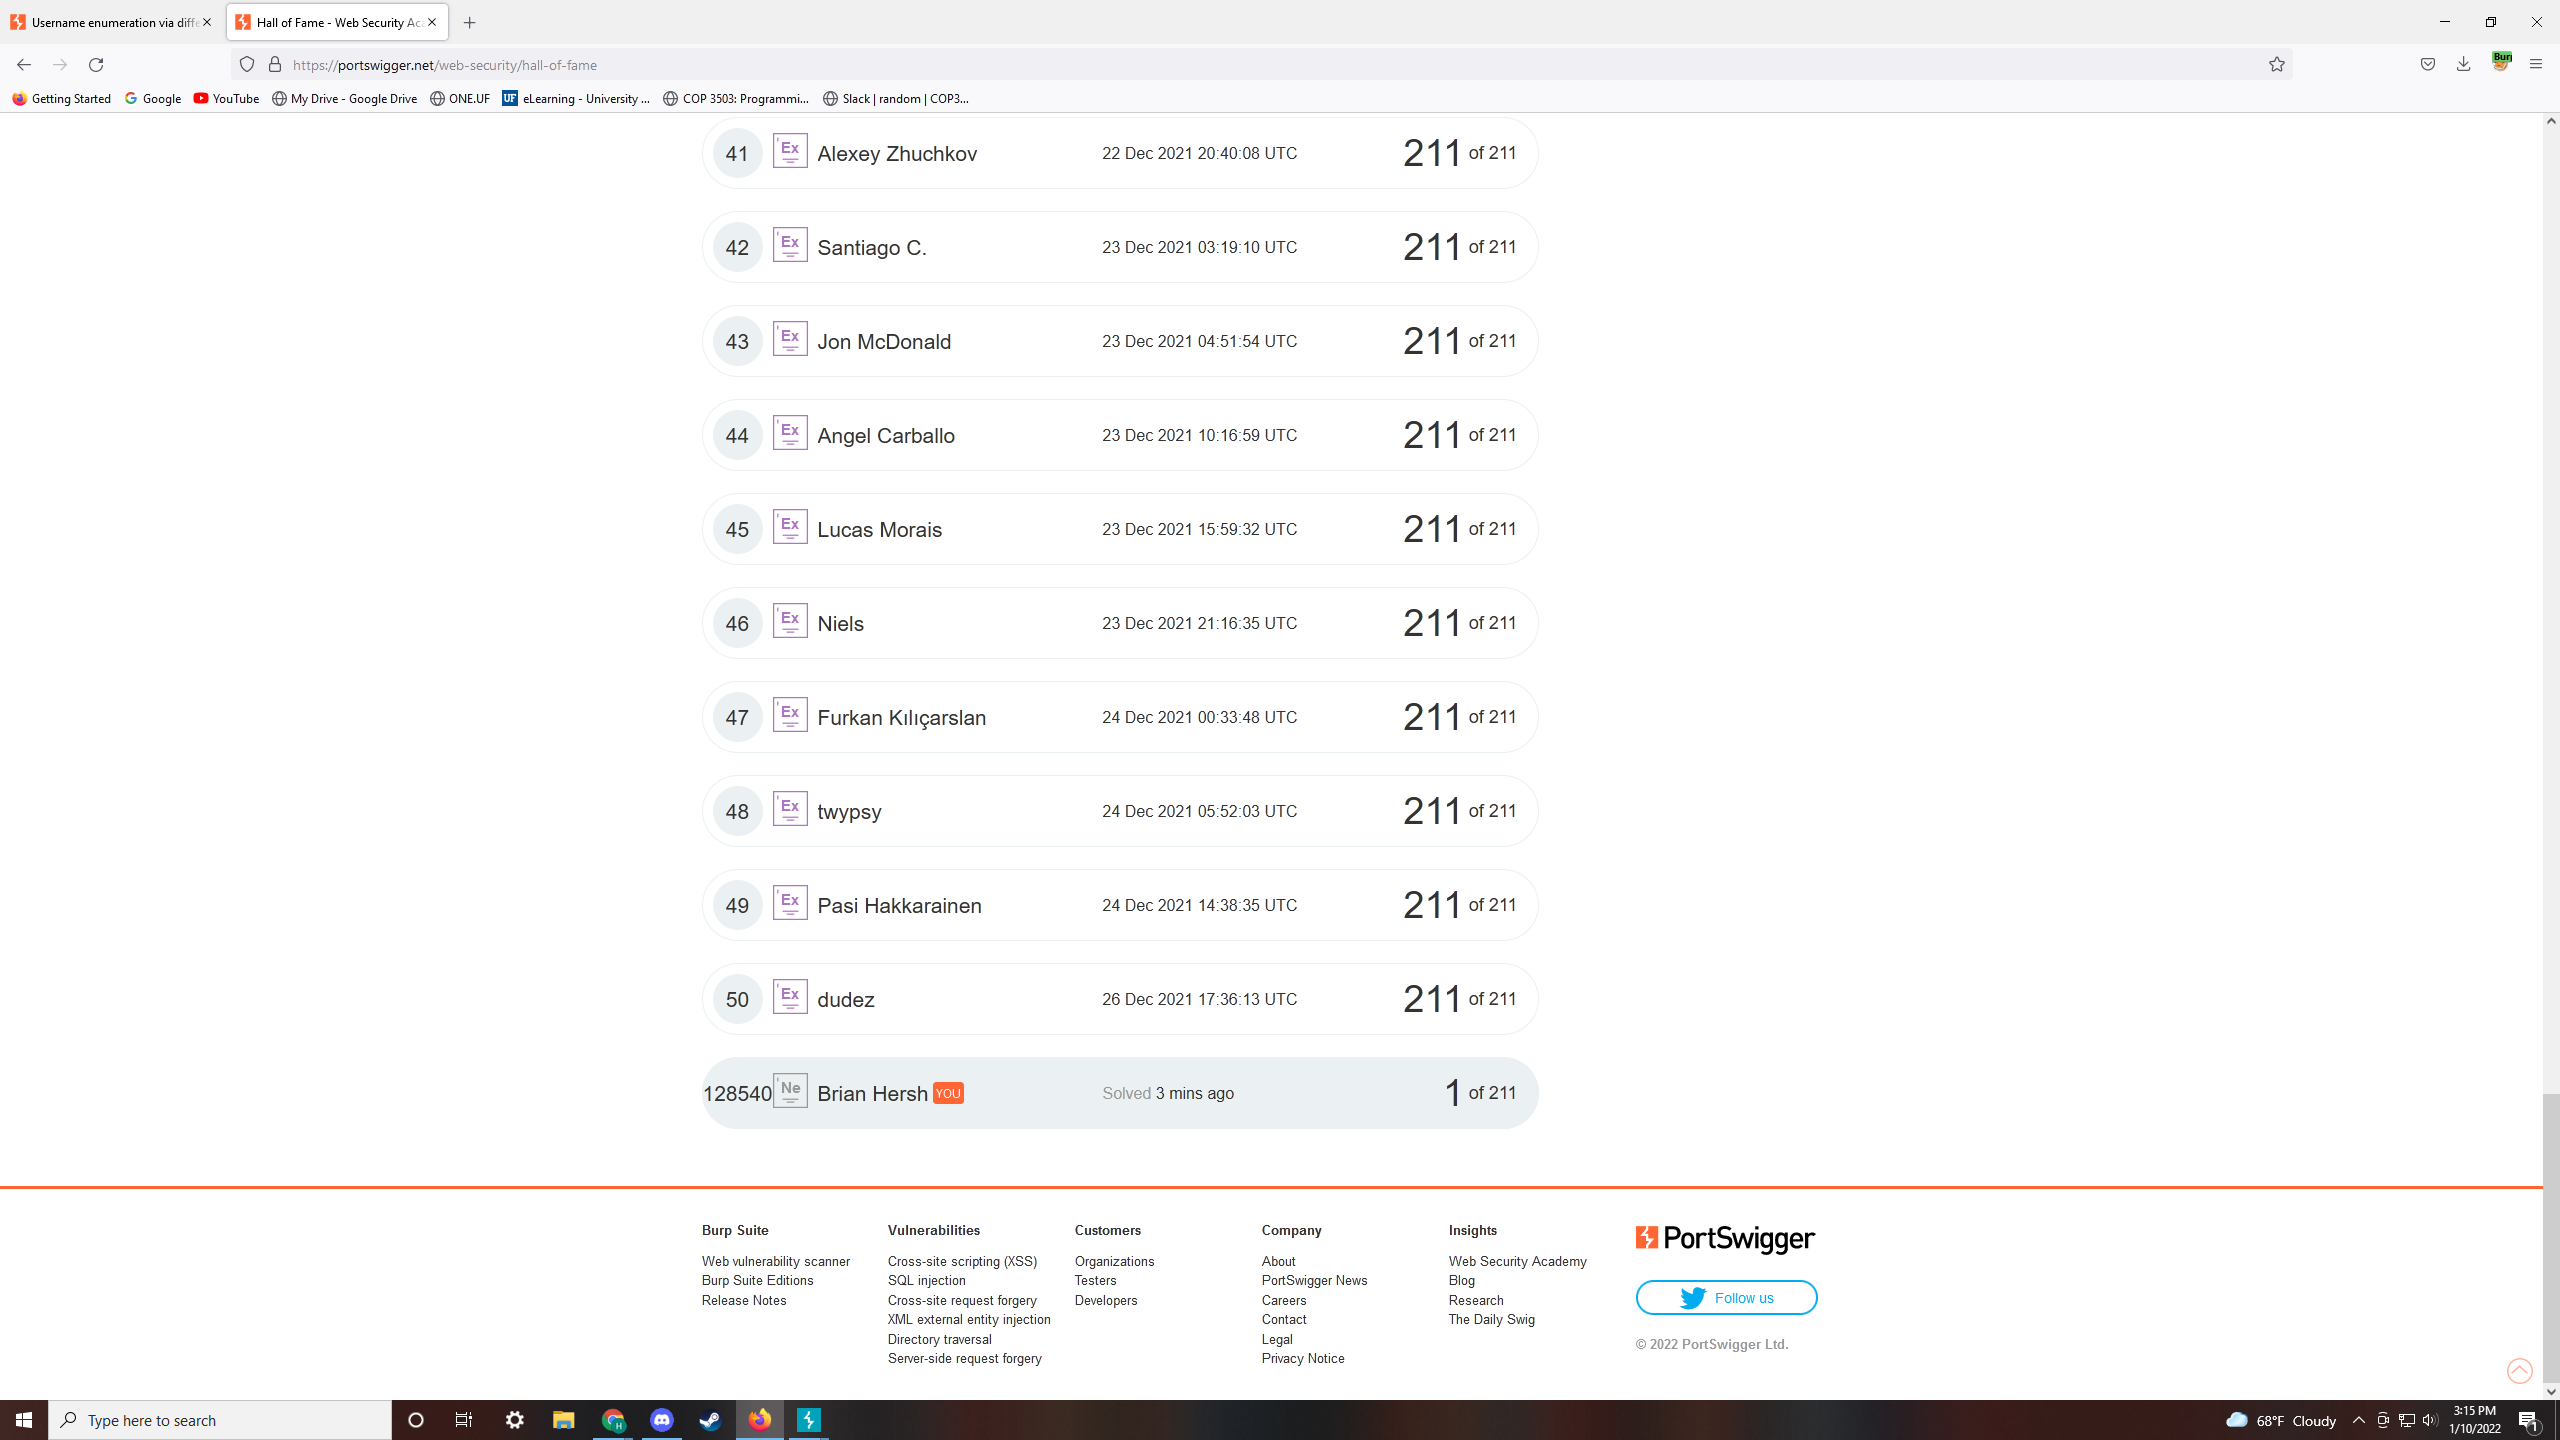 Username enumeration via diffe
Hall of Fame - Web Security Aca
https://portswigger.net/web-security/hall-of-fame
Burp
Getting Started
Google
YouTube
My Drive - Google Drive
ONE.UF
UF eLearning - University ...
COP 3503: Programmi...
Slack | random | COP3...
41 Ex Alexey Zhuchkov 22 Dec 2021 20:40:08 UTC 211 of 211
42 Ex Santiago C. 23 Dec 2021 03:19:10 UTC 211 of 211
43 Ex Jon McDonald 23 Dec 2021 04:51:54 UTC 211 of 211
44 Ex Angel Carballo 23 Dec 2021 10:16:59 UTC 211 of 211
45 Ex Lucas Morais 23 Dec 2021 15:59:32 UTC 211 of 211
46 Ex Niels 23 Dec 2021 21:16:35 UTC 211 of 211
47 Ex Furkan Kılıçarslan 24 Dec 2021 00:33:48 UTC 211 of 211
48 Ex twypsy 24 Dec 2021 05:52:03 UTC 211 of 211
49 Ex Pasi Hakkarainen 24 Dec 2021 14:38:35 UTC 211 of 211
50 Ex dudez 26 Dec 2021 17:36:13 UTC 211 of 211
128540 Ne Brian Hersh YOU Solved 3 mins ago 1 of 211
Burp Suite
Web vulnerability scanner
Burp Suite Editions
Release Notes
Vulnerabilities
Cross-site scripting (XSS)
SQL injection
Cross-site request forgery
XML external entity injection
Directory traversal
Server-side request forgery
Customers
Organizations
Testers
Developers
Company
About
PortSwigger News
Careers
Contact
Legal
Privacy Notice
Insights
Web Security Academy
Blog
Research
The Daily Swig
PortSwigger
Follow us
© 2022 PortSwigger Ltd.
Type here to search
H
68°F Cloudy
3:15 PM
1/10/2022
1